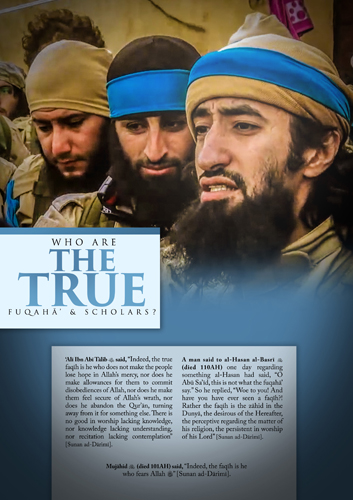 WHO ARE
THE
TRUE
FUQAHĀ' & SCHOLARS?
'Alī Ibn Abī Ṭālib said, "Indeed, the true
faqīh is he who does not make the people
lose hope in Allah's mercy, nor does he
make allowances for them to commit
disobediences of Allah, nor does he make
them feel secure of Allah's wrath, nor
does he abandon the Qur'ān, turning
away from it for something else. There is
no good in worship lacking knowledge,
nor knowledge lacking understanding,
nor recitation lacking contemplation"
[Sunan ad-Dārimī].
A man said to al-Hasan al-Basrī
(died 110AH) one day regarding
something al-Hasan had said, "O
Abū Sa'īd, this is not what the fuqahā'
say." So he replied, "Woe to you! And
have you have ever seen a faqīh?!
Rather the faqīh is the zāhid in the
Dunyā, the desirous of the Hereafter,
the perceptive regarding the matter of
his religion, the persistent in worship
of his Lord" [Sunan ad-Dārimī].
Mujāhid (died 101AH) said, "Indeed, the faqīh is he
who fears Allah" [Sunan ad-Dārimī].